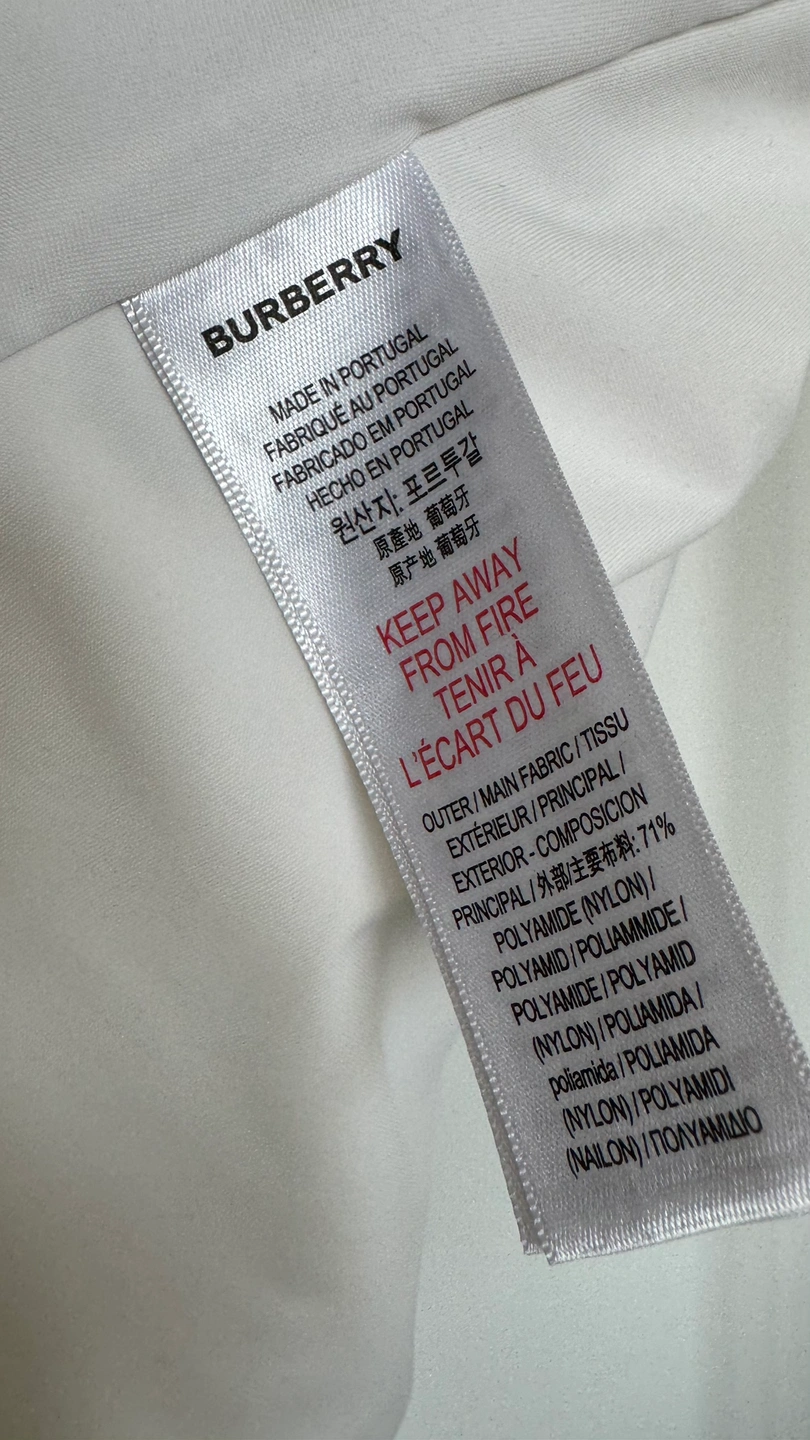 BURBERRY
MADE IN PORTUGAL
FABRIQUÉ AU PORTUGAL
FABRICADO EM PORTUGAL
HECHO EN PORTUGAL
원산지: 포르투갈
原產地 葡萄牙
原产地 葡萄牙
KEEP AWAY
FROM FIRE
TENIR À
L'ÉCART DU FEU
OUTER / MAIN FABRIC / TISSU
EXTÉRIEUR / PRINCIPAL /
EXTERIOR - COMPOSICION
PRINCIPAL / 外部/主要布料: 71%
POLYAMIDE (NYLON) /
POLYAMID / POLIAMMIDE /
POLYAMIDE / POLYAMID
(NYLON) / POLIAMIDA /
poliamida / POLIAMIDA
(NYLON) / POLYAMIDI
(NAILON) / ΠΟΛΥΑΜΙΔΙΟ